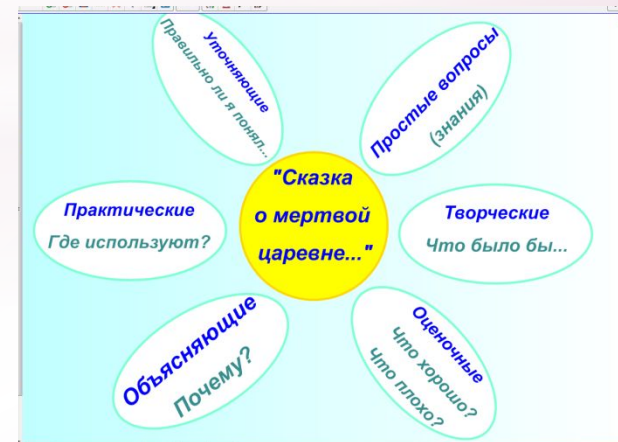 Уточняющие
Правильно ли я понял...
Простые вопросы
(знания)
"Сказка
о мертвой
царевне..."
Практические
Где используют?
Творческие
Что было бы...
Объясняющие
Почему?
Оценочные
Что хорошо?
Что плохо?